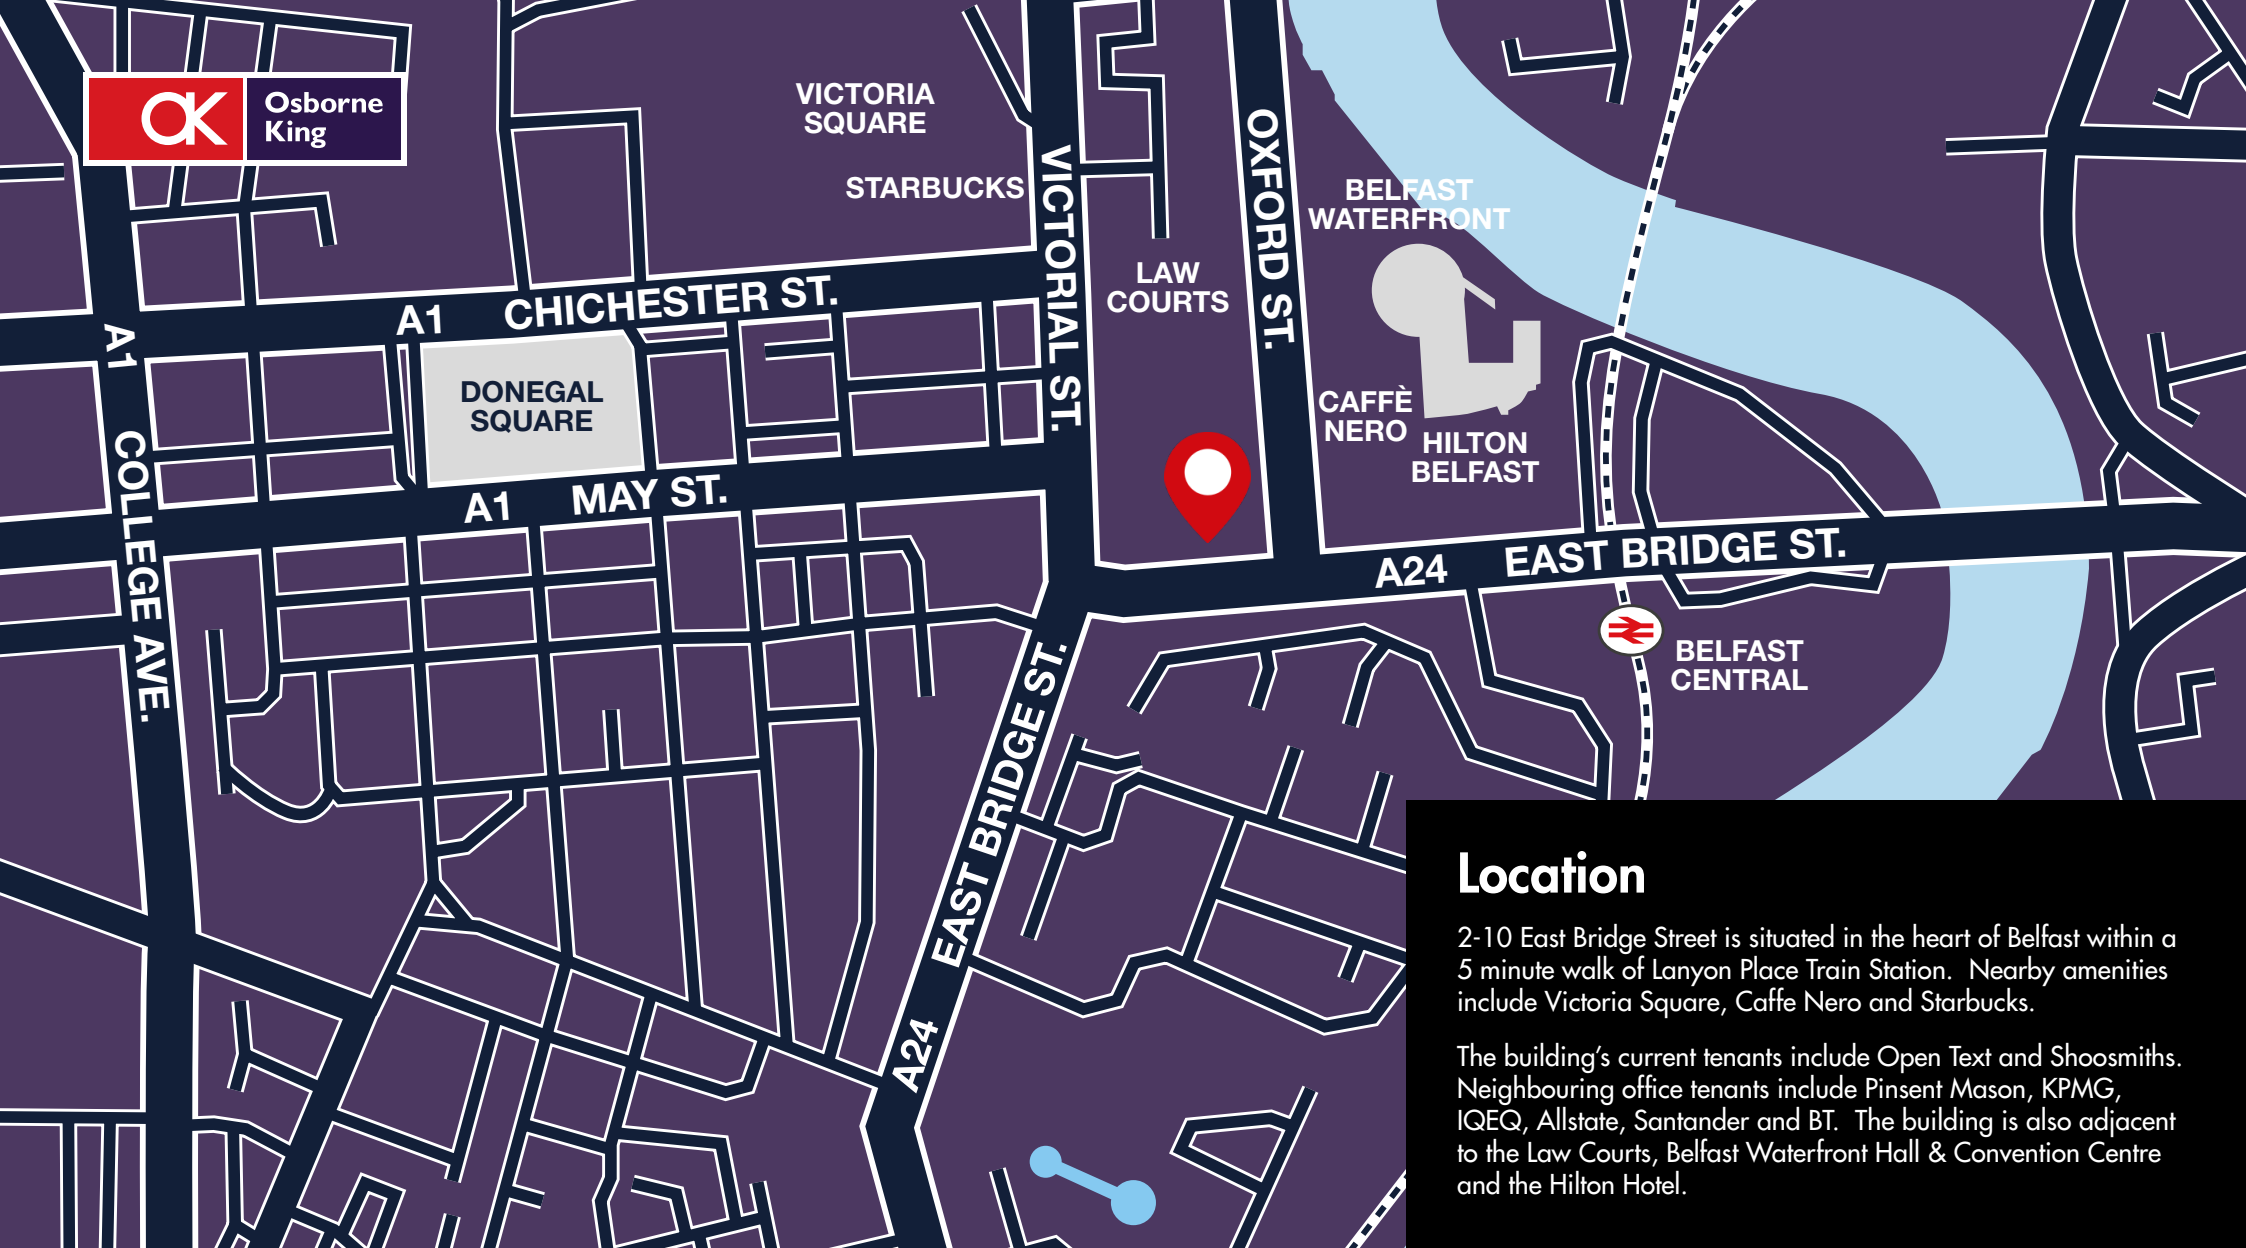 OK Osborne
King
VICTORIA
SQUARE
STARBUCKS
VICTORIAL ST.
OXFORD ST.
BELFAST
WATERFRONT
LAW
COURTS
A1 CHICHESTER ST.
A1
COLLEGE AVE.
DONEGAL
SQUARE
CAFFÈ
NERO
HILTON
BELFAST
A1 MAY ST.
A24 EAST BRIDGE ST.
BELFAST
CENTRAL
A24 EAST BRIDGE ST.
Location
2-10 East Bridge Street is situated in the heart of Belfast within a
5 minute walk of Lanyon Place Train Station. Nearby amenities
include Victoria Square, Caffe Nero and Starbucks.
The building’s current tenants include Open Text and Shoosmiths.
Neighbouring office tenants include Pinsent Mason, KPMG,
IQEQ, Allstate, Santander and BT. The building is also adjacent
to the Law Courts, Belfast Waterfront Hall & Convention Centre
and the Hilton Hotel.